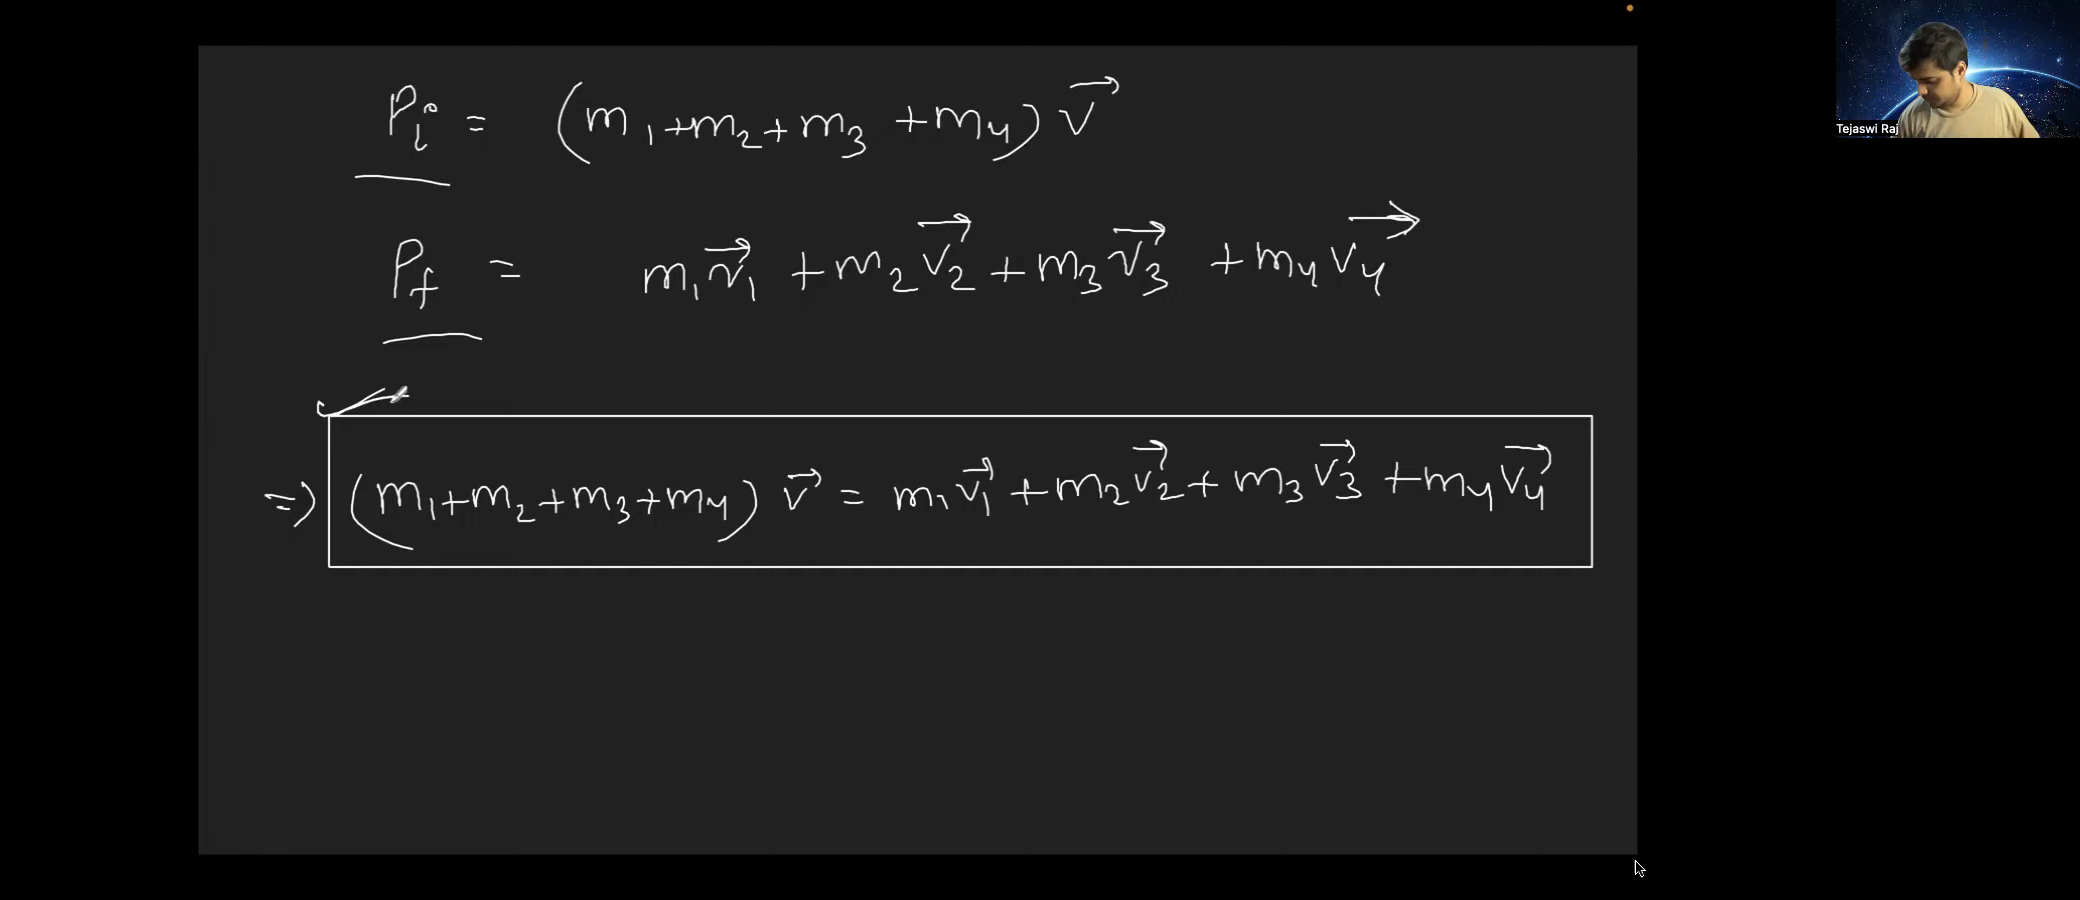 Pi = (m1+m2+m3+m4) v⃗
Tejaswi Raj
Pf = m1v⃗1 + m2v⃗2 + m3v⃗3 + m4v⃗4
⇒ (m1+m2+m3+m4) v⃗ = m1v⃗1 + m2v⃗2 + m3v⃗3 + m4v⃗4